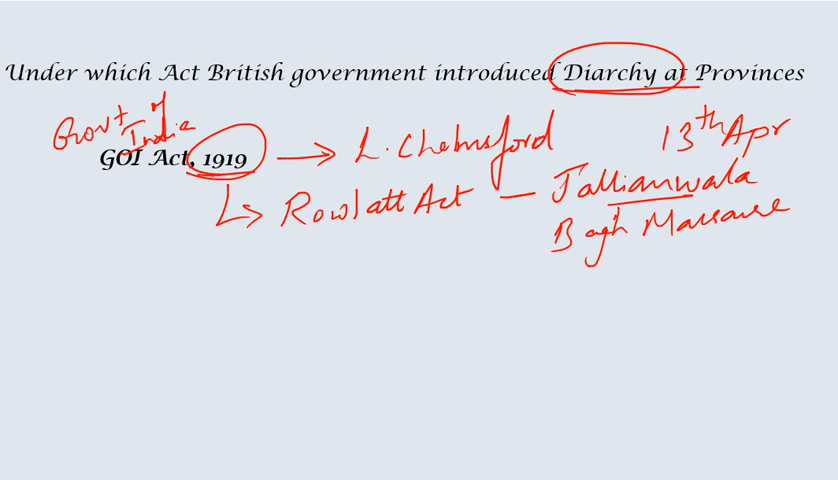 Under which Act British government introduced Diarchy at Provinces
Govt of
India
GOI Act, 1919 → L. Chelmsford 13th Apr
↳ Rowlatt Act - Jallianwala
Bagh Massacre